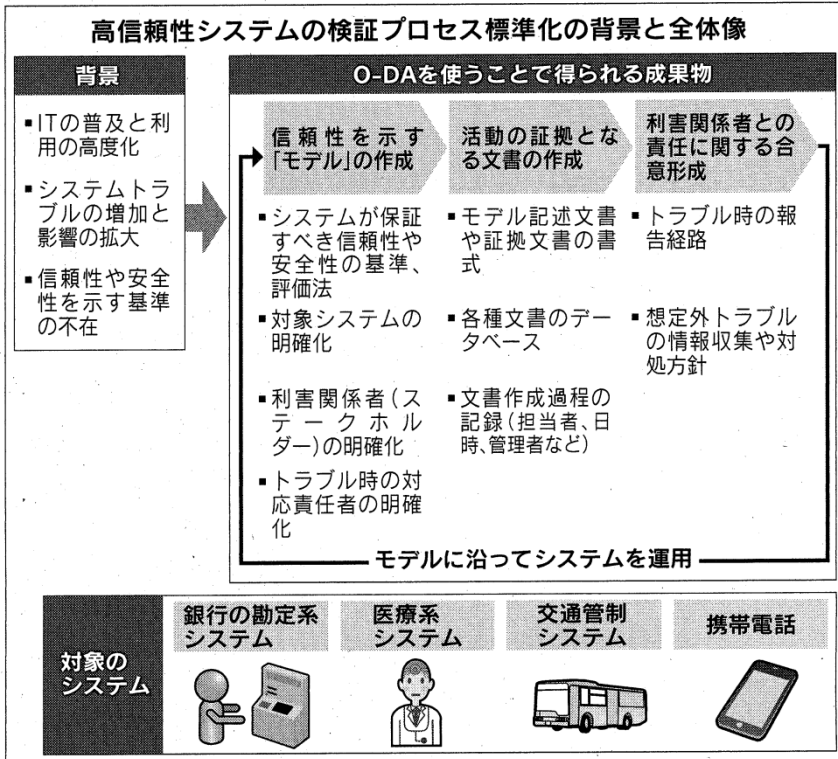 高信頼性システムの検証プロセス標準化の背景と全体像
背景
■ITの普及と利
用の高度化
■システムトラ
ブルの増加と
影響の拡大
■信頼性や安全
性を示す基準
の不在
O-DAを使うことで得られる成果物
信頼性を示す
「モデル」の作成
■システムが保証
すべき信頼性や
安全性の基準、
評価法
■対象システムの
明確化
■利害関係者(ス
テークホル
ダー)の明確化
■トラブル時の対
応責任者の明確
化
活動の証拠とな
る文書の作成
■モデル記述文書
や証拠文書の書
式
■各種文書のデー
タベース
■文書作成過程の
記録(担当者、日
時、管理者など)
利害関係者との
責任に関する合
意形成
■トラブル時の報
告経路
■想定外トラブル
の情報収集や対
処方針
モデルに沿ってシステムを運用
対象の
システム
銀行の勘定系
システム
医療系
システム
交通管制
システム
携帯電話